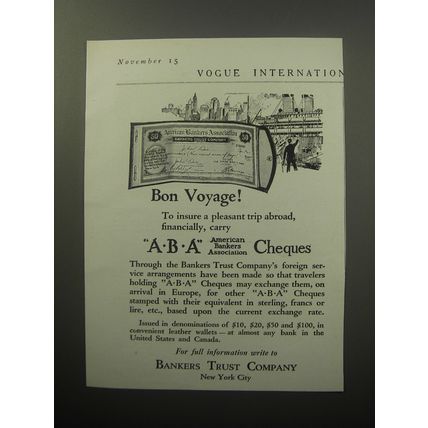 November 15
VOGUE INTERNATION
American Bankers Association
BANKERS TRUST COMPANY
Bon Voyage!
To insure a pleasant trip abroad,
financially, carry
"A·B·A" American Bankers Association Cheques
Through the Bankers Trust Company's foreign ser-
vice arrangements have been made so that travelers
holding "A·B·A" Cheques may exchange them, on
arrival in Europe, for other "A·B·A" Cheques
stamped with their equivalent in sterling, francs or
lire, etc., based upon the current exchange rate.
Issued in denominations of $10, $20, $50 and $100, in
convenient leather wallets—at almost any bank in the
United States and Canada.
For full information write to
BANKERS TRUST COMPANY
New York City